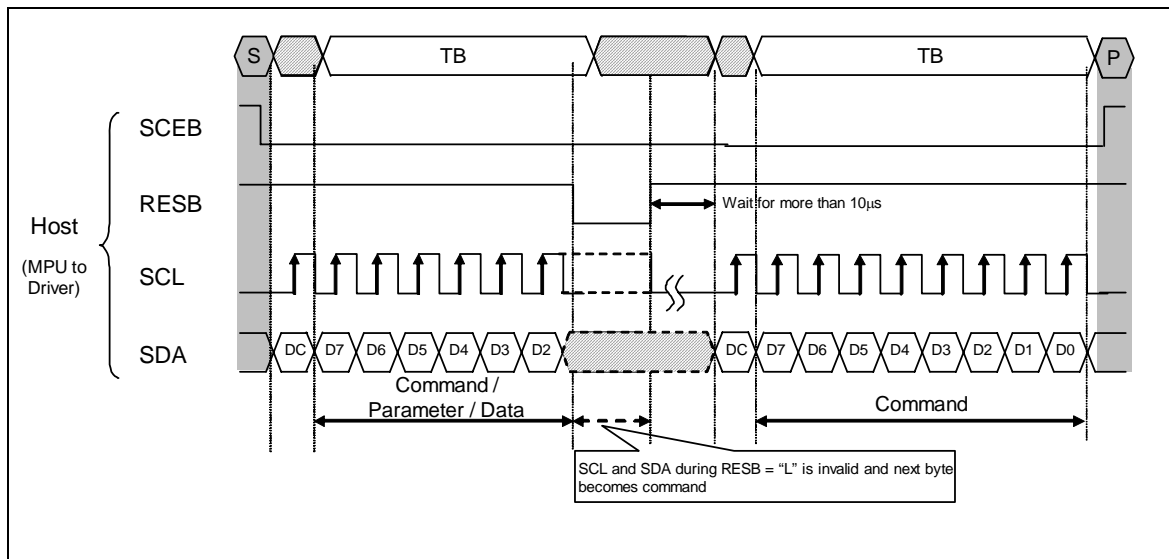 S TB TB P
SCEB
RESB
Wait for more than 10µs
Host
(MPU to
Driver)
SCL
SDA
DC D7 D6 D5 D4 D3 D2 DC D7 D6 D5 D4 D3 D2 D1 D0
Command /
Parameter / Data
Command
SCL and SDA during RESB = “L” is invalid and next byte
becomes command